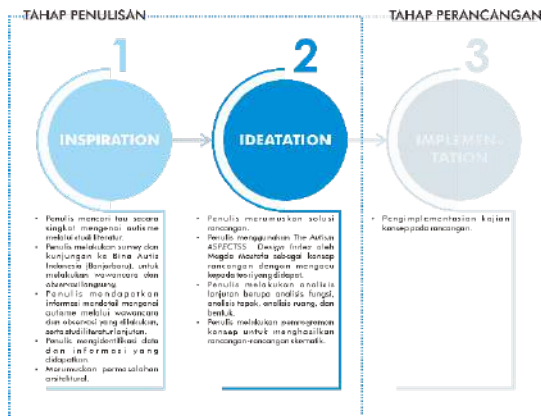 TAHAP PENULISAN
TAHAP PERANCANGAN
1
2
3
INSPIRATION
IDEATATION
IMPLEMEN-
TATION
• Penulis mencari tau secara
singkat mengenai autisme
melalui studi literatur.
• Penulis melakukan survey dan
kunjungan ke Bina Autis
Indonesia (Banjarbaru), untuk
melakukan wawancara dan
observasi langsung.
• Penulis mendapatkan
informasi mendetail mengenai
autisme melalui wawancara
dan observasi yang dilakukan,
serta studi literatur lanjutan.
• Penulis mengidentifikasi data
dan informasi yang
didapatkan.
• Merumuskan permasalahan
arsitektural.
• Penulis merumuskan solusi
rancangan.
• Penulis menggunakan The Autism
ASPECTSS Design Index oleh
Magda Mostafa sebagai konsep
rancangan dengan mengacu
kepada teori yang didapat.
• Penulis melakukan analisis
lanjutan berupa analisis fungsi,
analisis tapak, analisis ruang, dan
bentuk.
• Penulis melakukan pemrograman
konsep untuk menghasilkan
rancangan-rancangan skematik.
• Pengimplementasian kajian
konsep pada rancangan.